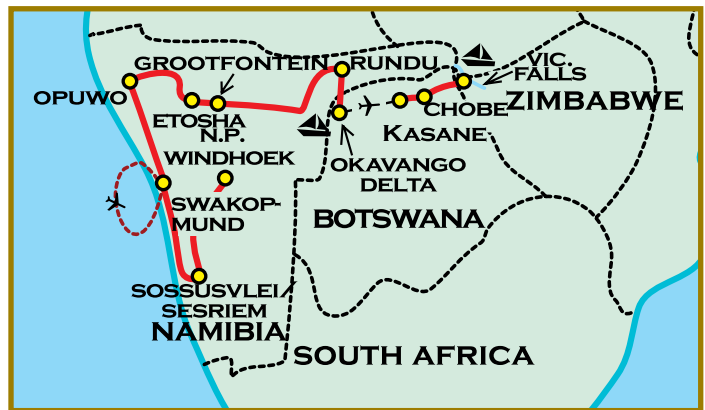 GROOTFONTEIN
RUNDU
VIC.
FALLS
OPUWO
ETOSHA
N.P.
CHOBE
ZIMBABWE
KASANE
WINDHOEK
OKAVANGO
DELTA
SWAKOP-
MUND
BOTSWANA
SOSSUSVLEI/
SESRIEM
NAMIBIA
SOUTH AFRICA